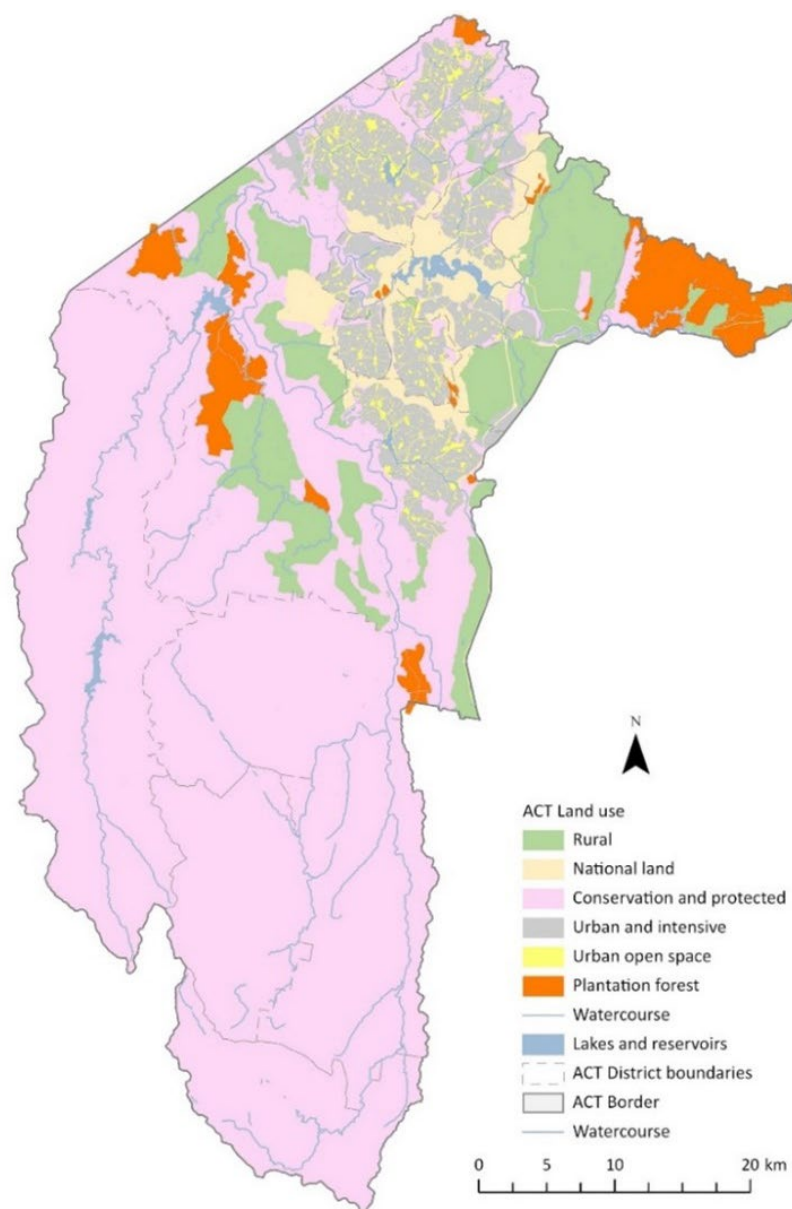 N
ACT Land use
Rural
National land
Conservation and protected
Urban and intensive
Urban open space
Plantation forest
Watercourse
Lakes and reservoirs
ACT District boundaries
ACT Border
Watercourse
0 5 10 20 km